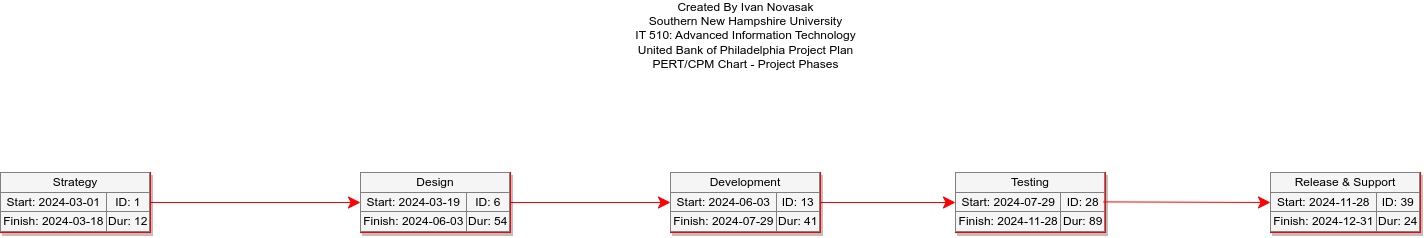 Created By Ivan Novasak
Southern New Hampshire University
IT 510: Advanced Information Technology
United Bank of Philadelphia Project Plan
PERT/CPM Chart - Project Phases
Strategy
Start: 2024-03-01 ID: 1
Finish: 2024-03-18 Dur: 12
Design
Start: 2024-03-19 ID: 6
Finish: 2024-06-03 Dur: 54
Development
Start: 2024-06-03 ID: 13
Finish: 2024-07-29 Dur: 41
Testing
Start: 2024-07-29 ID: 28
Finish: 2024-11-28 Dur: 89
Release & Support
Start: 2024-11-28 ID: 39
Finish: 2024-12-31 Dur: 24